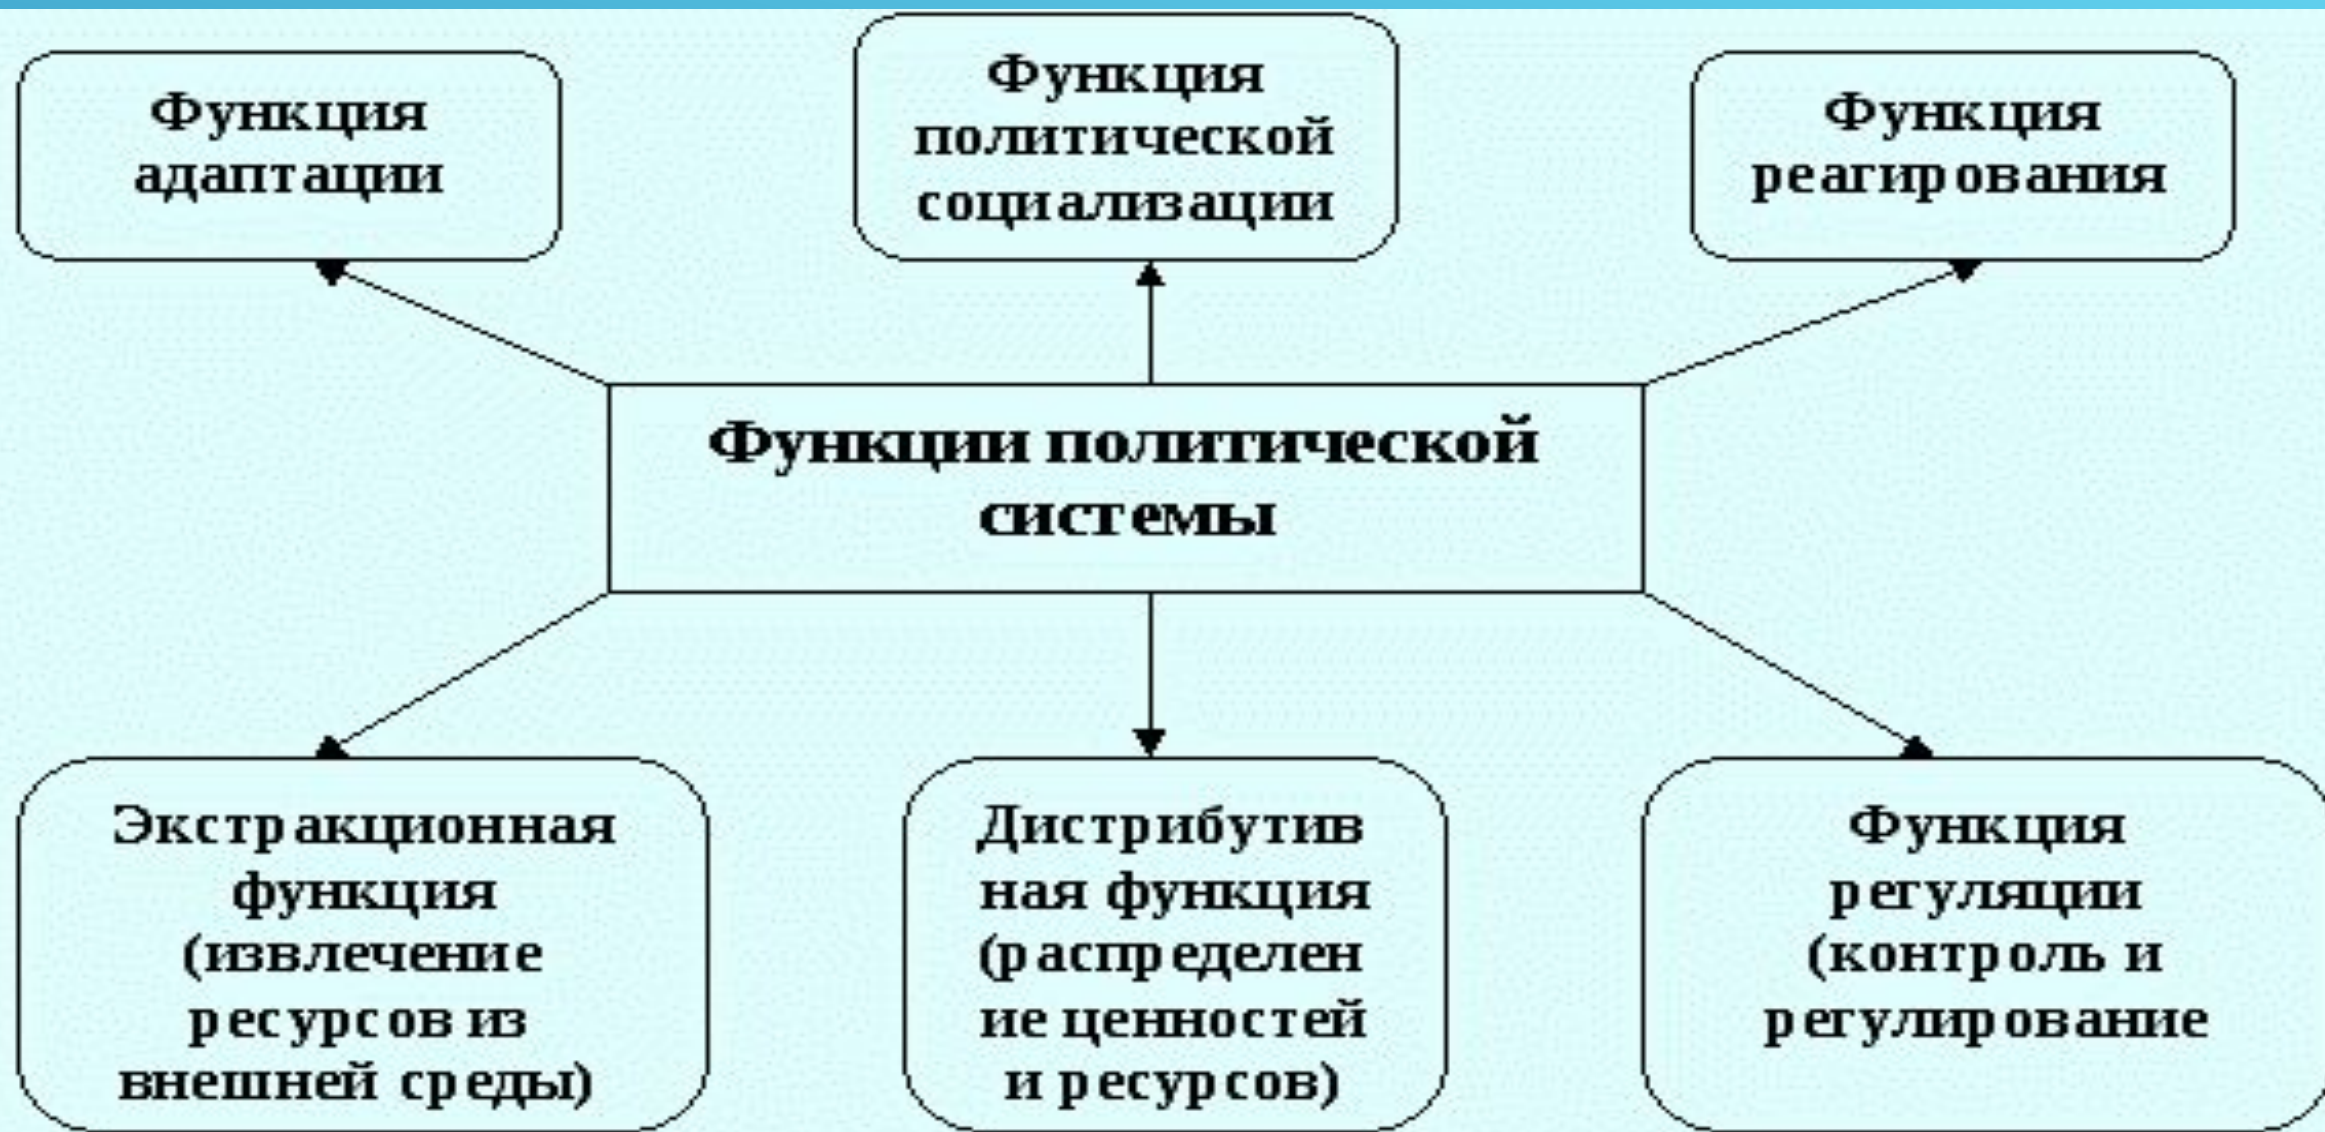 Функция
адаптации
Функция
политической
социализации
Функция
реагирования
Функции политической
системы
Экстракционная
функция
(извлечение
ресурсов из
внешней среды)
Дистрибутив
ная функция
(распределен
ие ценностей
и ресурсов)
Функция
регуляции
(контроль и
регулирование